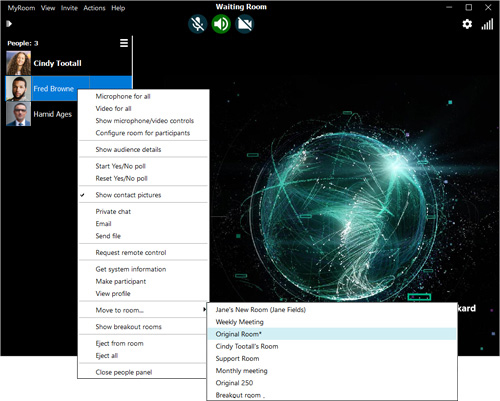 MyRoom View Invite Actions Help
Waiting Room
People: 3
Cindy Tootall
Fred Browne
Hamid Ages
Microphone for all
Video for all
Show microphone/video controls
Configure room for participants
Show audience details
Start Yes/No poll
Reset Yes/No poll
Show contact pictures
Private chat
Email
Send file
Request remote control
Get system information
Make participant
View profile
Move to room...
Show breakout rooms
Eject from room
Eject all
Close people panel
Jane's New Room (Jane Fields)
Weekly Meeting
Original Room*
Cindy Tootall's Room
Support Room
Monthly meeting
Original 250
Breakout room
kard